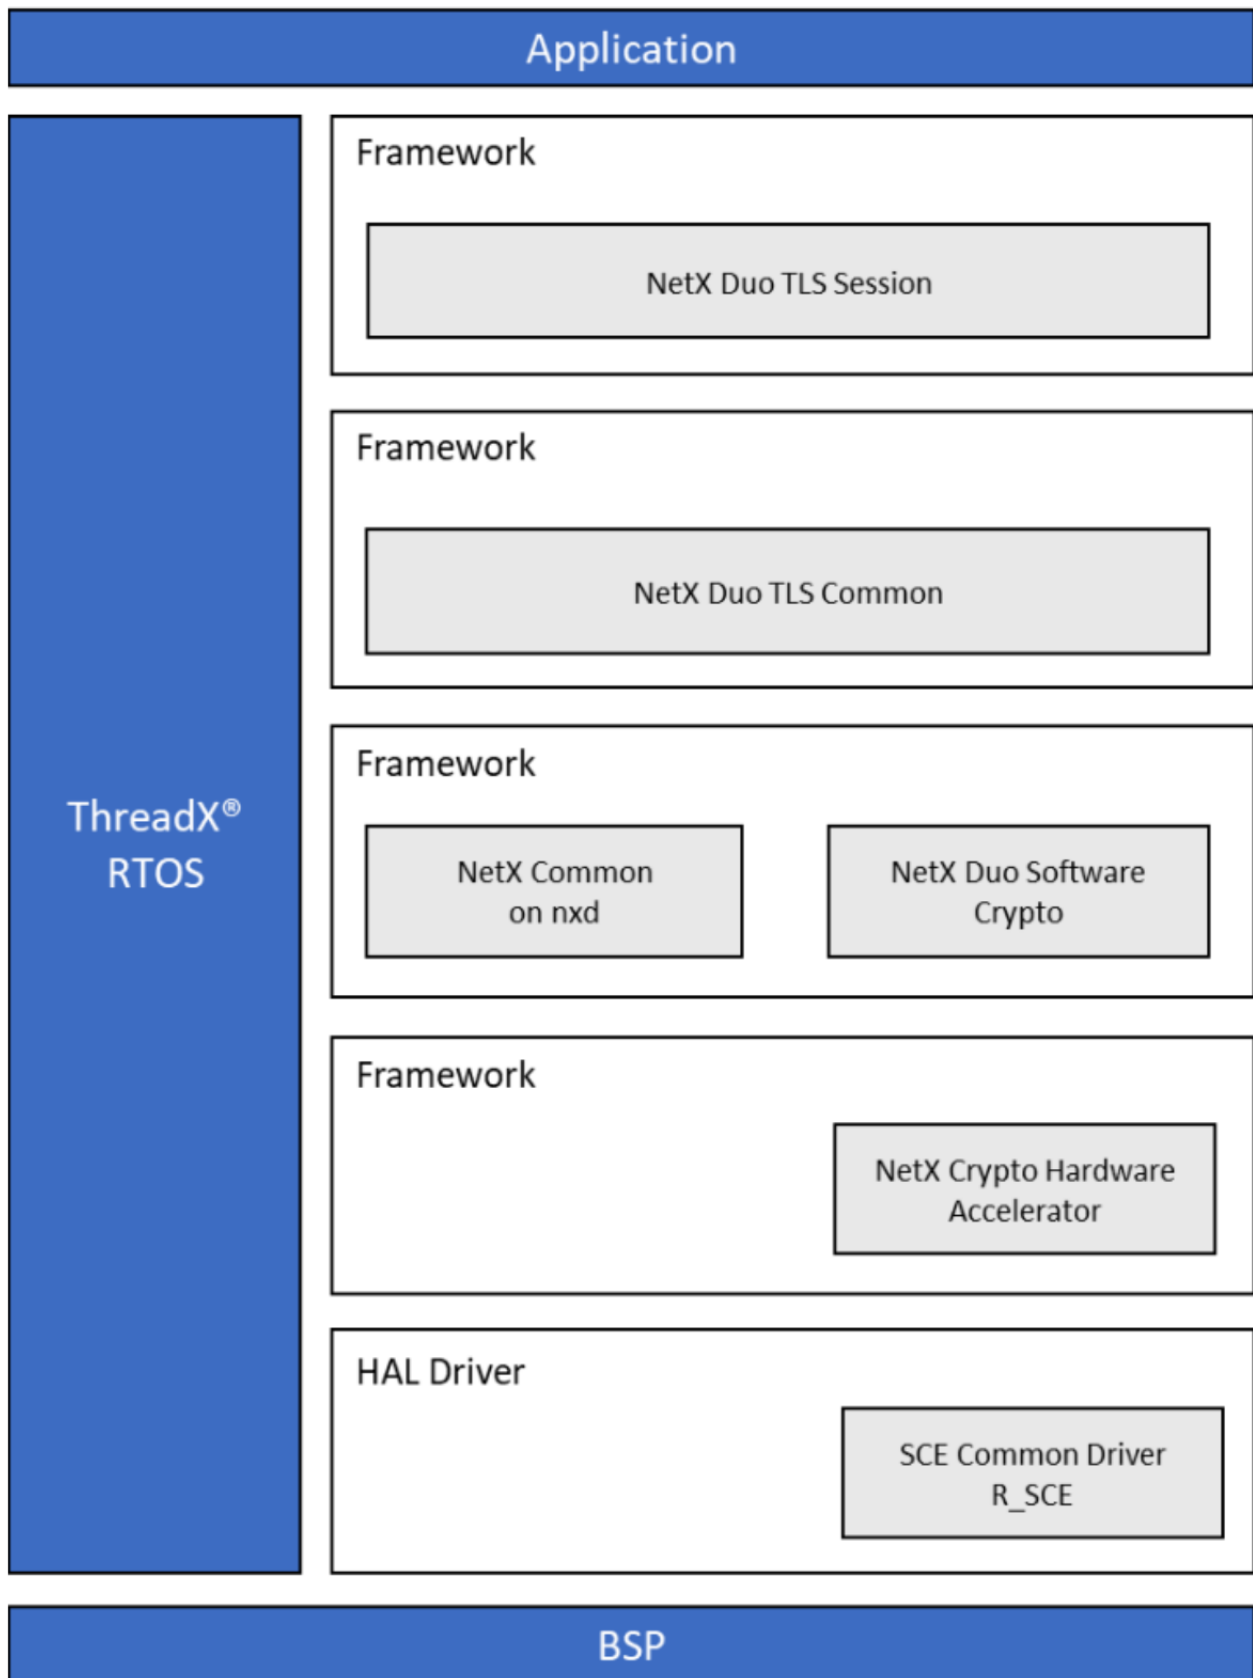 Application
ThreadX®
RTOS
Framework
NetX Duo TLS Session
Framework
NetX Duo TLS Common
Framework
NetX Common
on nxd
NetX Duo Software
Crypto
Framework
NetX Crypto Hardware
Accelerator
HAL Driver
SCE Common Driver
R_SCE
BSP